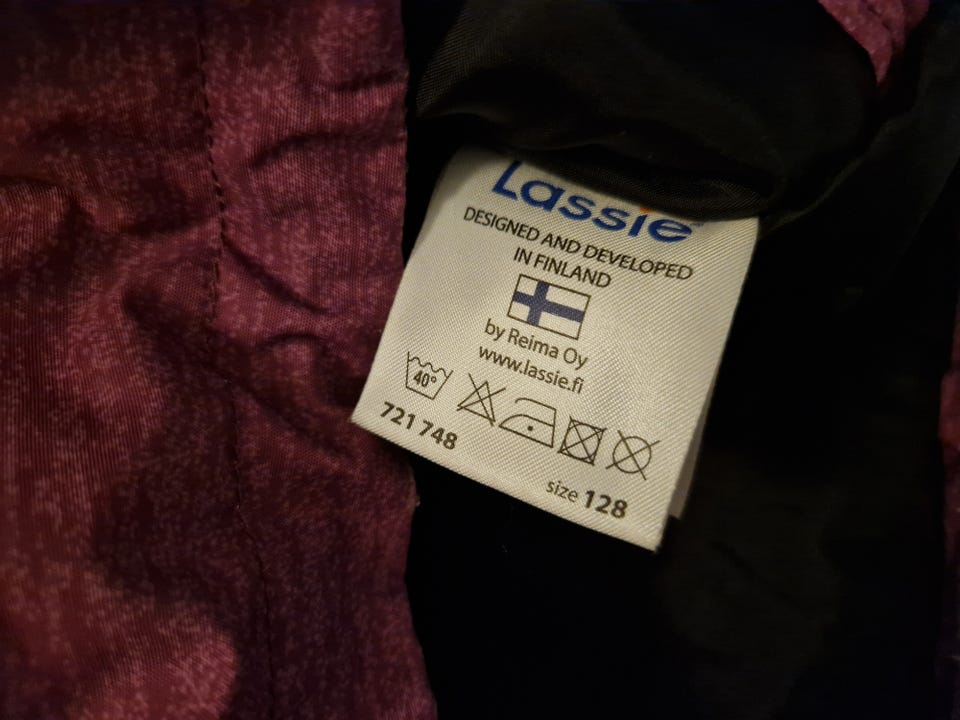 Lassie
DESIGNED AND DEVELOPED
IN FINLAND
by Reima Oy
www.lassie.fi
40°
721 748
size 128